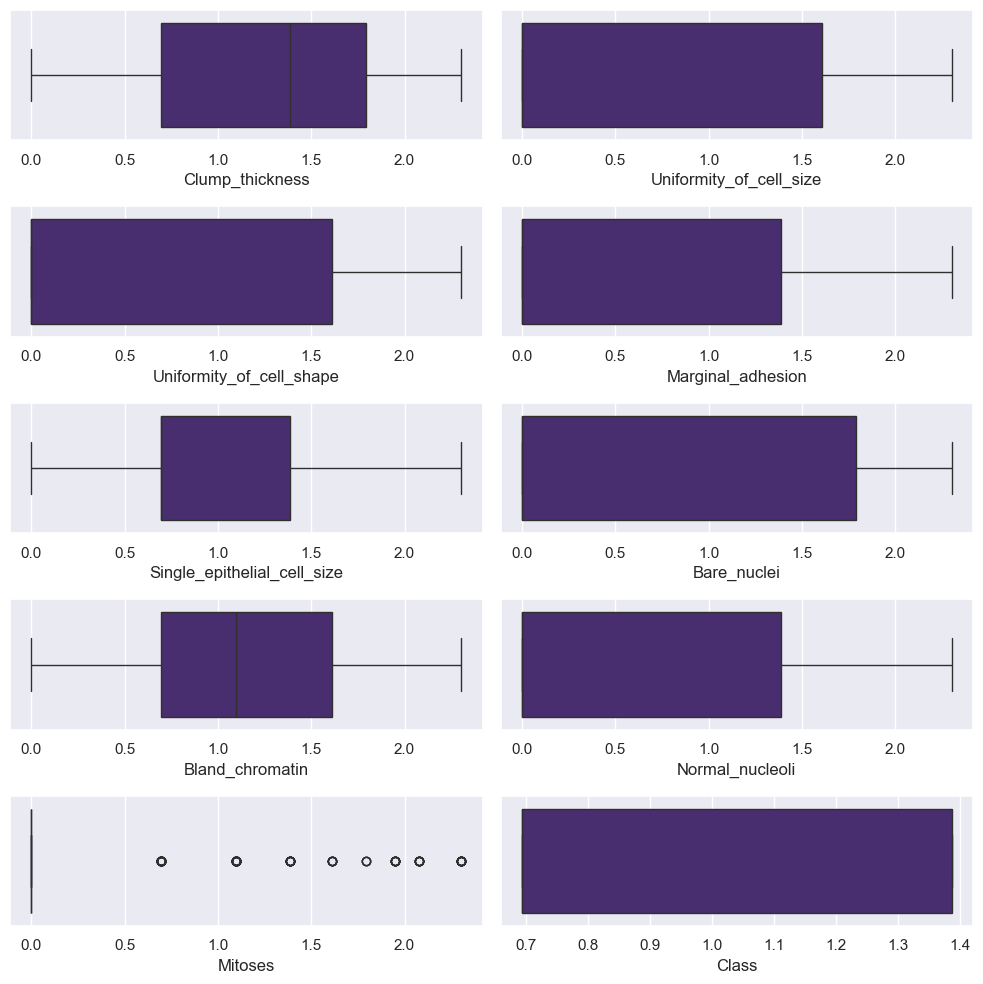 0.0 0.5 1.0 1.5 2.0
Clump_thickness
0.0 0.5 1.0 1.5 2.0
Uniformity_of_cell_size
0.0 0.5 1.0 1.5 2.0
Uniformity_of_cell_shape
0.0 0.5 1.0 1.5 2.0
Marginal_adhesion
0.0 0.5 1.0 1.5 2.0
Single_epithelial_cell_size
0.0 0.5 1.0 1.5 2.0
Bare_nuclei
0.0 0.5 1.0 1.5 2.0
Bland_chromatin
0.0 0.5 1.0 1.5 2.0
Normal_nucleoli
0.0 0.5 1.0 1.5 2.0
Mitoses
0.7 0.8 0.9 1.0 1.1 1.2 1.3 1.4
Class